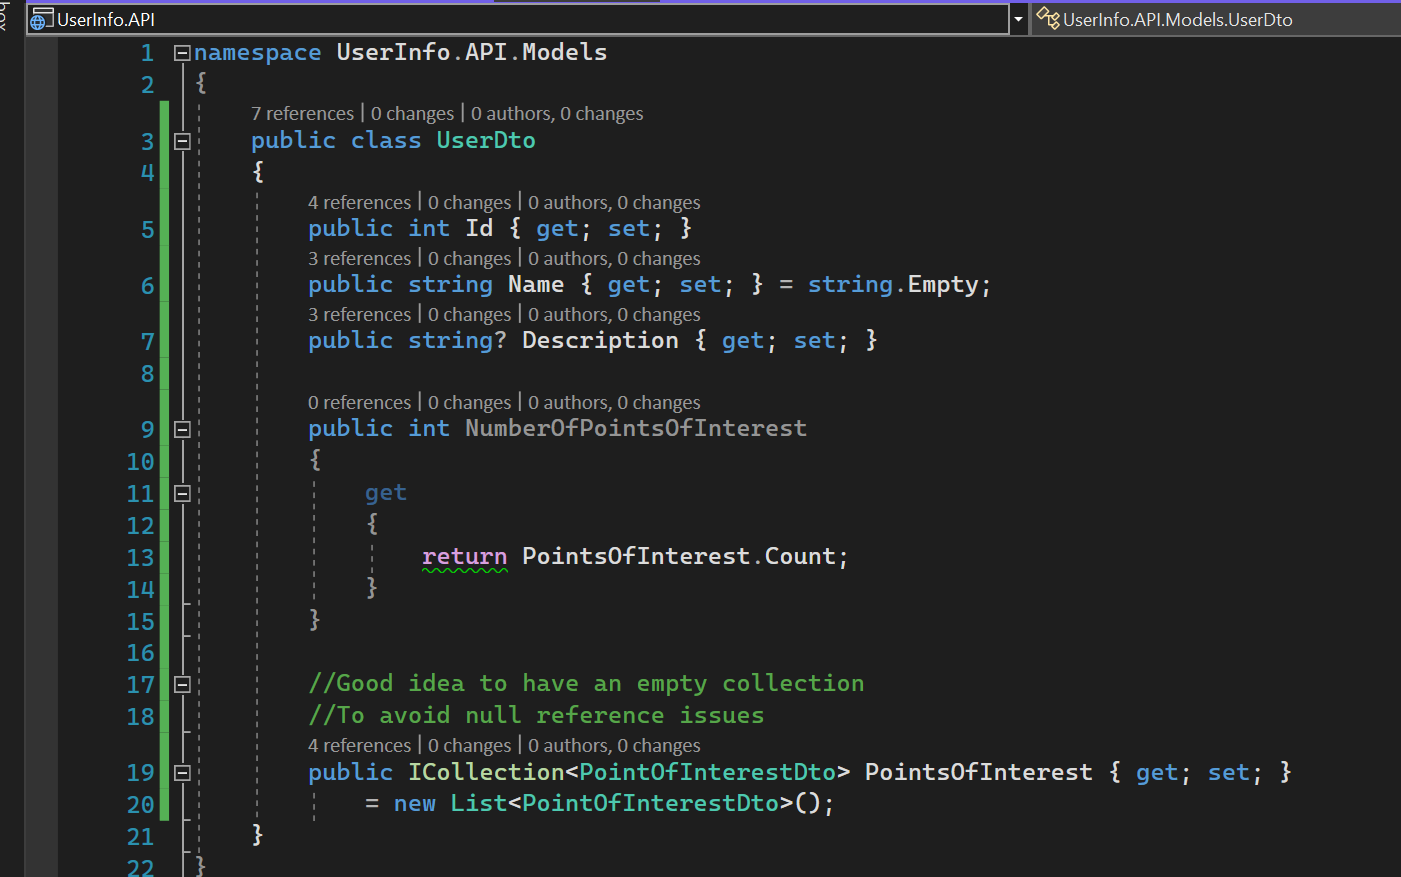 box
UserInfo.API
UserInfo.API.Models.UserDto
1 namespace UserInfo.API.Models
2 {
7 references | 0 changes | 0 authors, 0 changes
3 public class UserDto
4 {
4 references | 0 changes | 0 authors, 0 changes
5 public int Id { get; set; }
3 references | 0 changes | 0 authors, 0 changes
6 public string Name { get; set; } = string.Empty;
3 references | 0 changes | 0 authors, 0 changes
7 public string? Description { get; set; }
8
0 references | 0 changes | 0 authors, 0 changes
9 public int NumberOfPointsOfInterest
10 {
11 get
12 {
13 return PointsOfInterest.Count;
14 }
15 }
16
17 //Good idea to have an empty collection
18 //To avoid null reference issues
4 references | 0 changes | 0 authors, 0 changes
19 public ICollection<PointOfInterestDto> PointsOfInterest { get; set; }
20 = new List<PointOfInterestDto>();
21 }
22 }